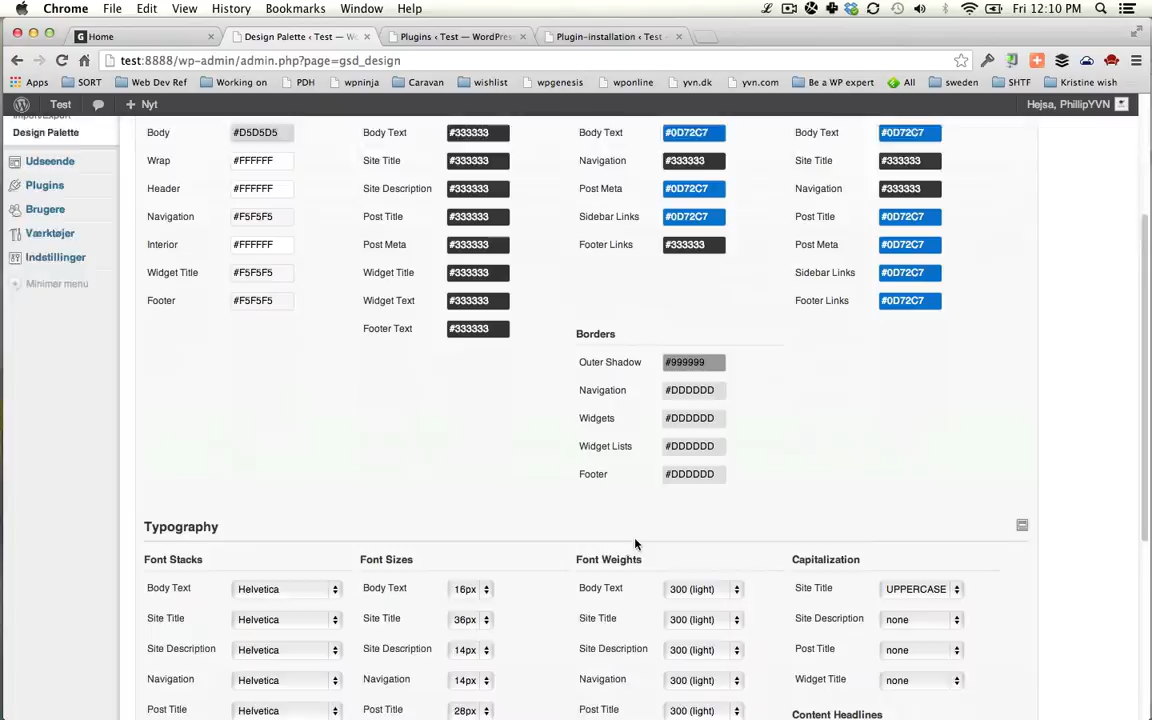 Chrome File Edit View History Bookmarks Window Help Fri 12:10 PM
Home Design Palette ‹ Test — Wo Plugins ‹ Test — WordPress Plugin-installation ‹ Test -
test:8888/wp-admin/admin.php?page=gsd_design
Apps SORT Web Dev Ref Working on PDH wpninja Caravan wishlist wpgenesis wponline yvn.dk yvn.com Be a WP expert All sweden SHTF Kristine wish
Test Nyt Hejsa, PhillipYVN
Import/Export
Design Palette
Udseende
Plugins
Brugere
Værktøjer
Indstillinger
Minimer menu
Body #D5D5D5 Body Text #333333 Body Text #0D72C7 Body Text #0D72C7
Wrap #FFFFFF Site Title #333333 Navigation #333333 Site Title #333333
Header #FFFFFF Site Description #333333 Post Meta #0D72C7 Navigation #333333
Navigation #F5F5F5 Post Title #333333 Sidebar Links #0D72C7 Post Title #0D72C7
Interior #FFFFFF Post Meta #333333 Footer Links #333333 Post Meta #0D72C7
Widget Title #F5F5F5 Widget Title #333333 Sidebar Links #0D72C7
Footer #F5F5F5 Widget Text #333333 Footer Links #0D72C7
Footer Text #333333
Borders
Outer Shadow #999999
Navigation #DDDDDD
Widgets #DDDDDD
Widget Lists #DDDDDD
Footer #DDDDDD
Typography
Font Stacks Font Sizes Font Weights Capitalization
Body Text Helvetica Body Text 16px Body Text 300 (light) Site Title UPPERCASE
Site Title Helvetica Site Title 36px Site Title 300 (light) Site Description none
Site Description Helvetica Site Description 14px Site Description 300 (light) Post Title none
Navigation Helvetica Navigation 14px Navigation 300 (light) Widget Title none
Post Title Helvetica Post Title 28px Post Title 300 (light) Content Headlines